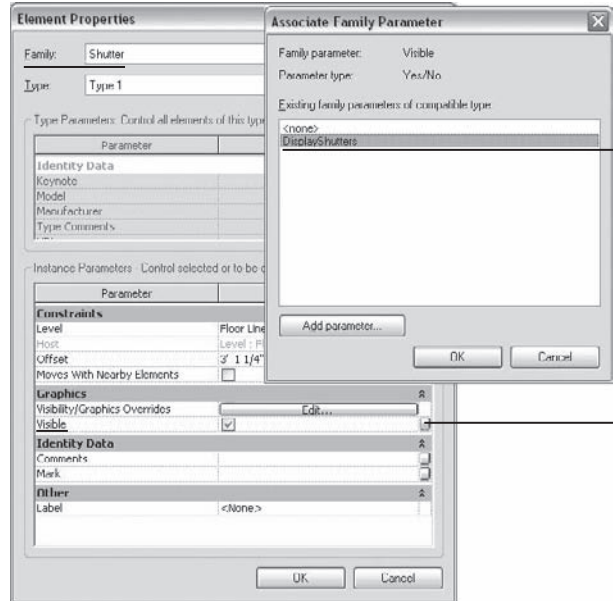 Element Properties
Family: Shutter
Type: Type 1
Type Parameters: Control all elements of this type
Parameter
Identity Data
Keynote
Model
Manufacturer
Type Comments
Instance Parameters - Control selected or to be
Parameter
Constraints
Level Floor Line
Host Level : Fl
Offset 3' 1 1/4"
Moves With Nearby Elements
Graphics
Visibility/Graphics Overrides Edit...
Visible
Identity Data
Comments
Mark
Other
Label <None>
OK Cancel
Associate Family Parameter
Family parameter: Visible
Parameter type: Yes/No
Existing family parameters of compatible type:
<none>
DisplayShutters
Add parameter...
OK Cancel